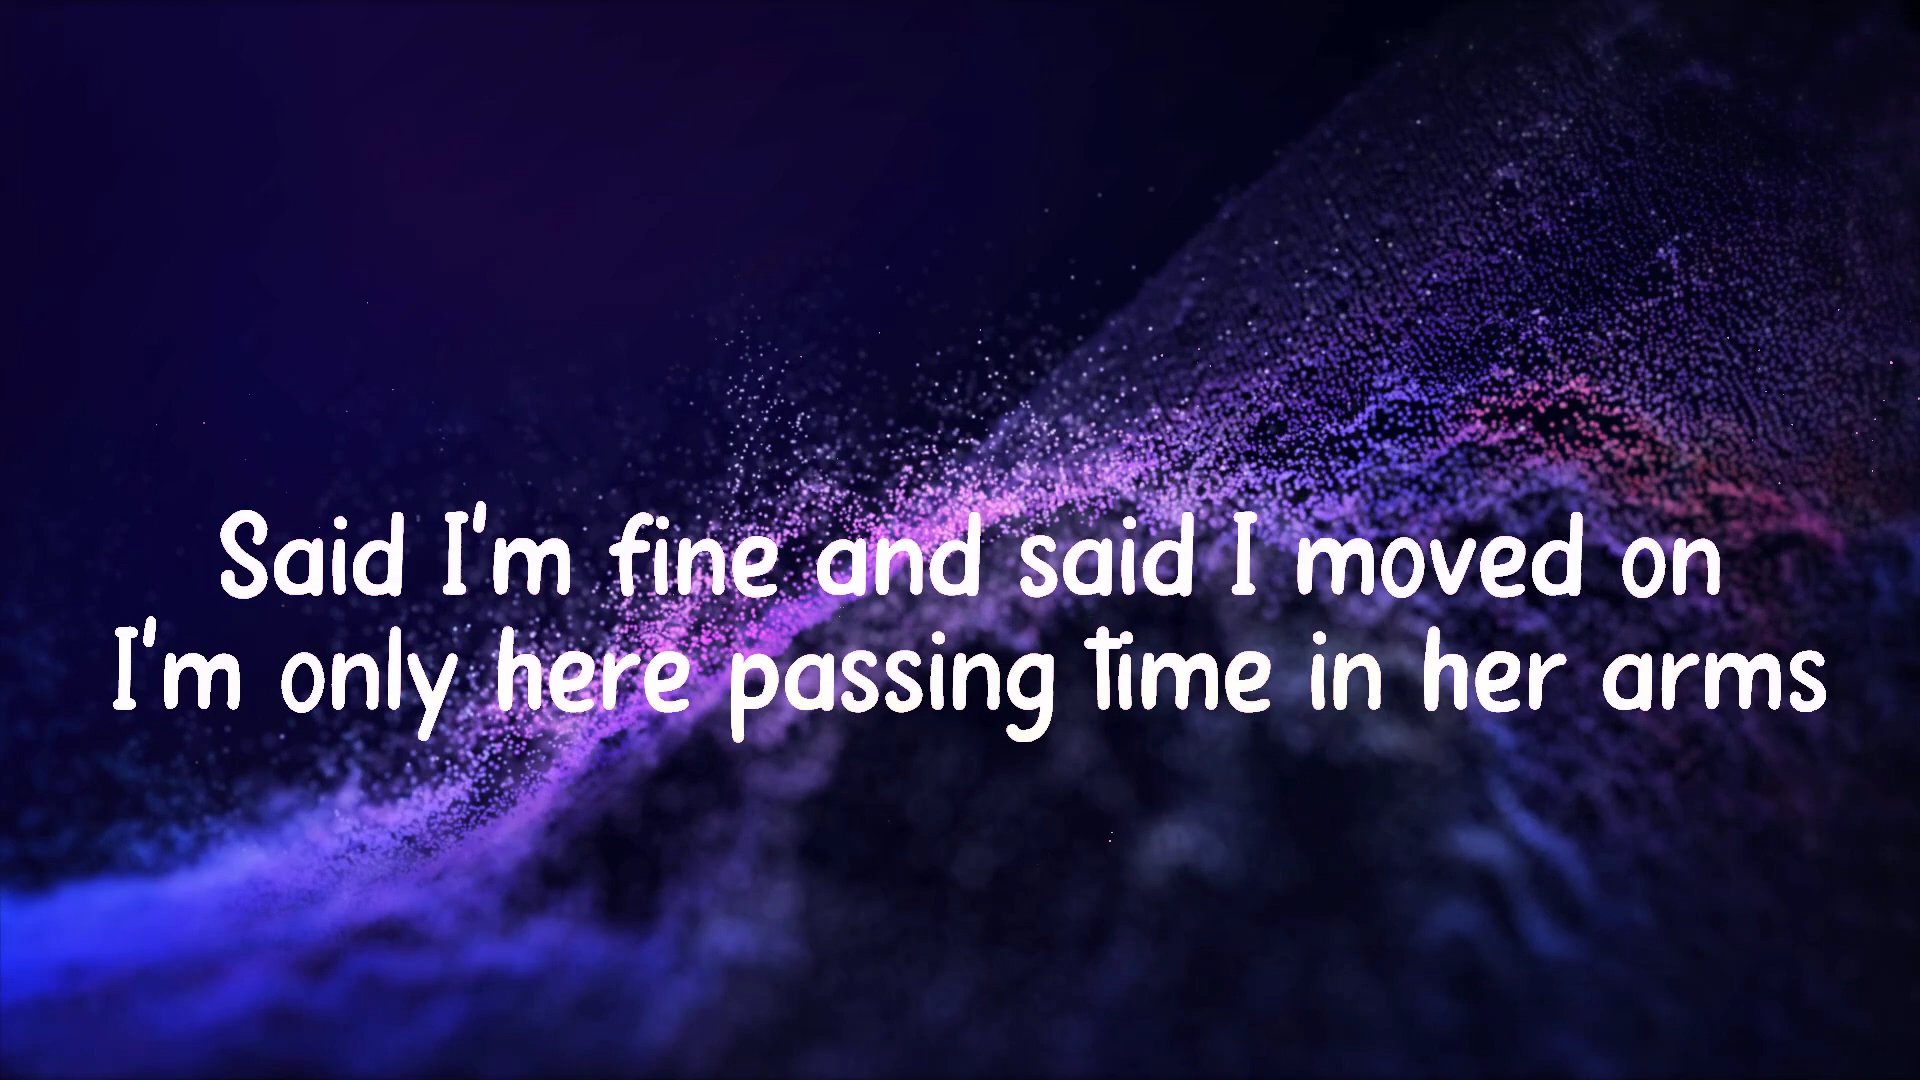 Said I'm fine and said I moved on
I'm only here passing time in her arms